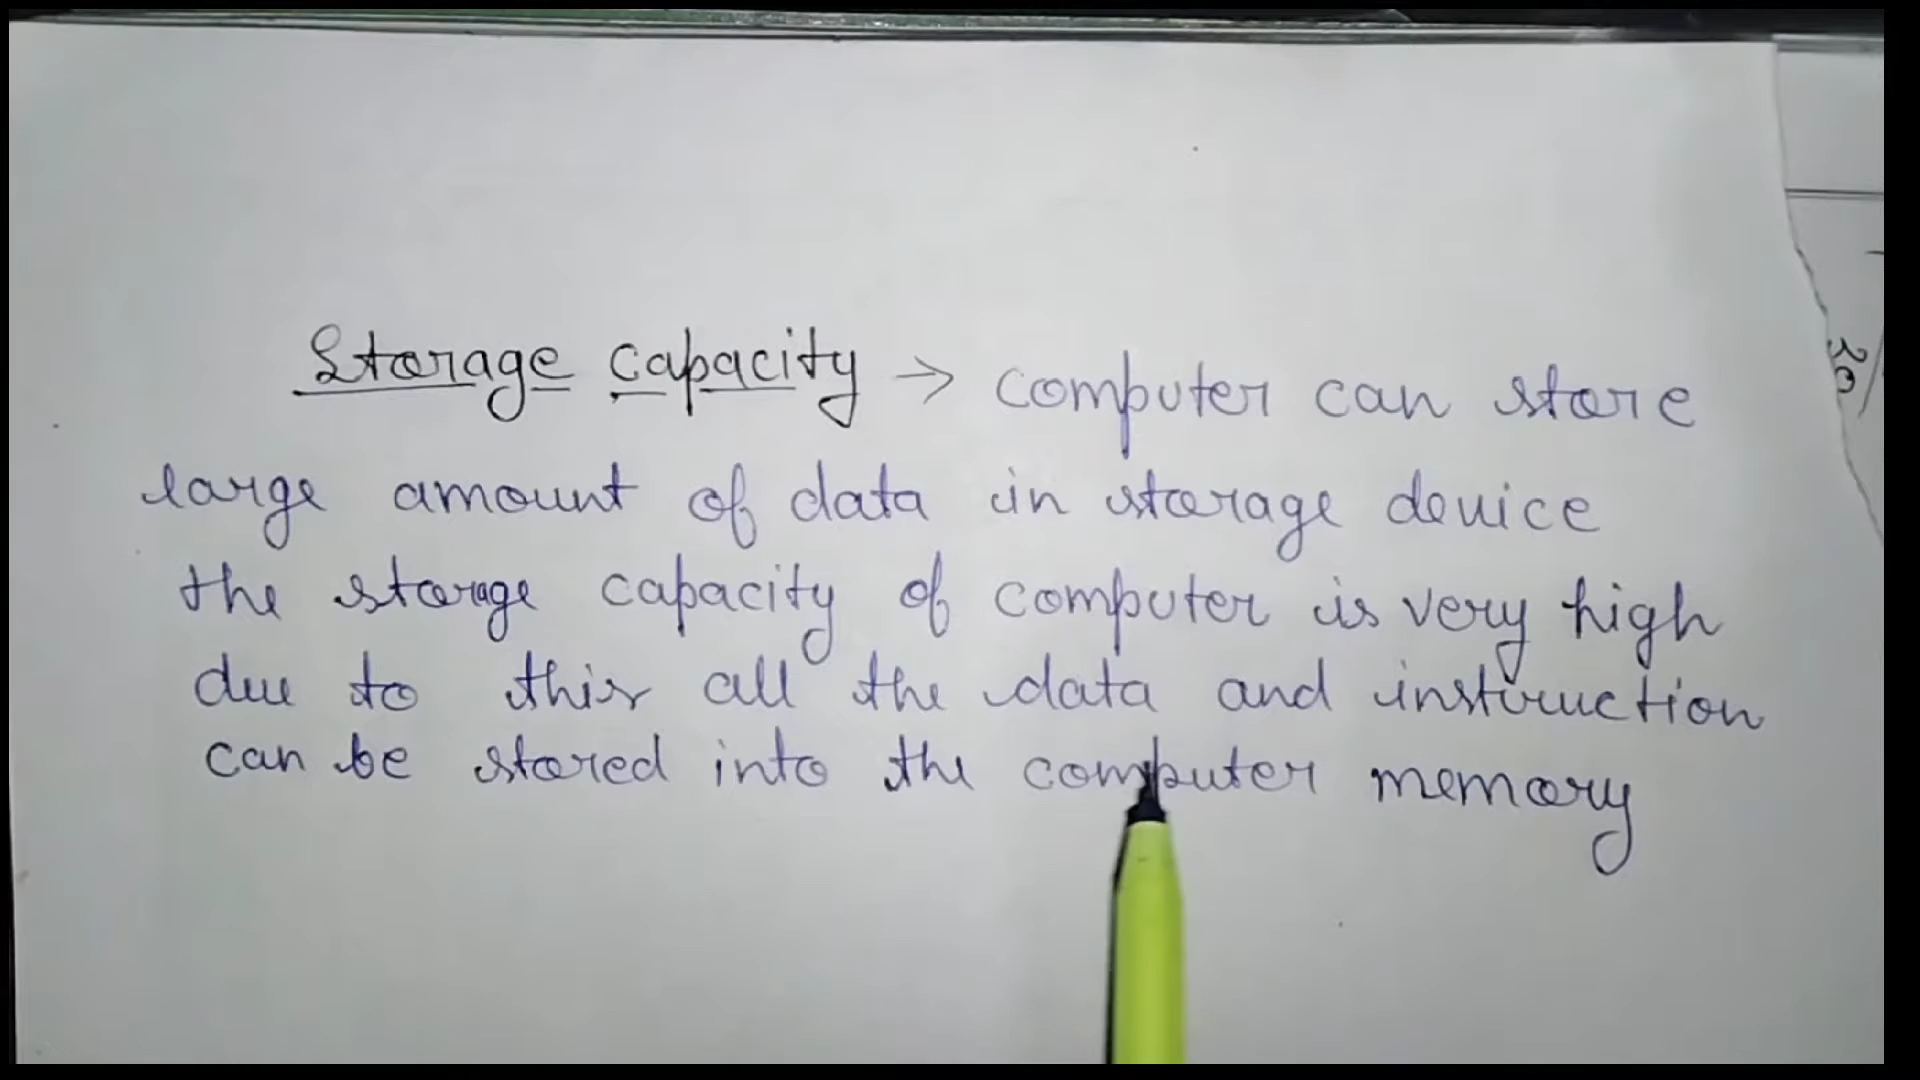 Storage capacity → computer can store
large amount of data in storage device
the storage capacity of computer is very high
due to this all the data and instruction
can be stored into the computer memory